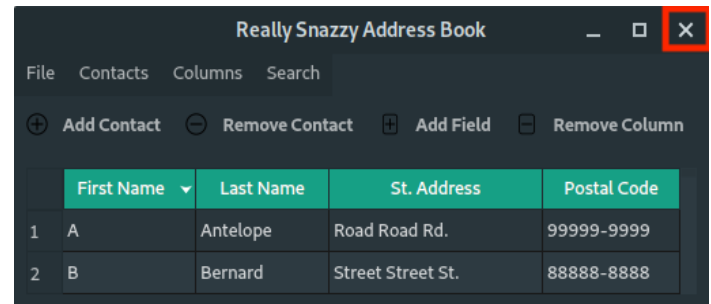 Really Snazzy Address Book
File Contacts Columns Search
Add Contact Remove Contact Add Field Remove Column
First Name Last Name St. Address Postal Code
1 A Antelope Road Road Rd. 99999-9999
2 B Bernard Street Street St. 88888-8888